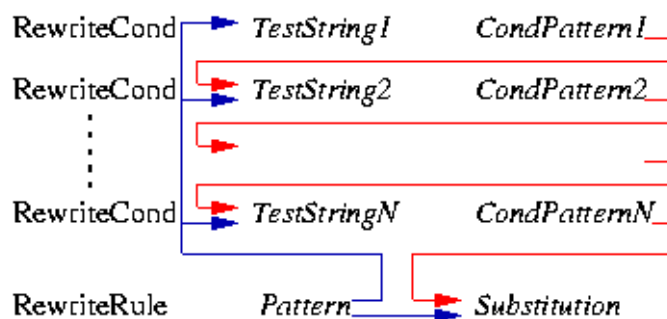 RewriteCond TestString1 CondPattern1
RewriteCond TestString2 CondPattern2
RewriteCond TestStringN CondPatternN
RewriteRule Pattern Substitution